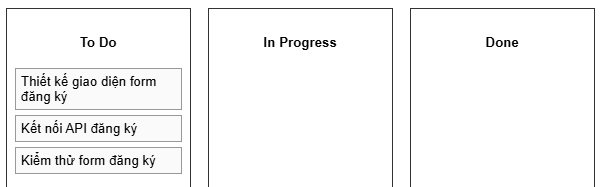 To Do
In Progress
Done
Thiết kế giao diện form
đăng ký
Kết nối API đăng ký
Kiểm thử form đăng ký